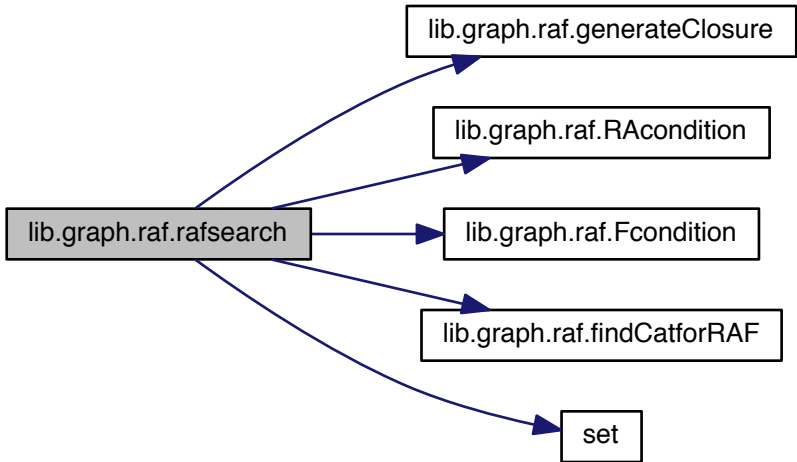 lib.graph.raf.generateClosure
lib.graph.raf.RAcondition
lib.graph.raf.rafsearch
lib.graph.raf.Fcondition
lib.graph.raf.findCatforRAF
set